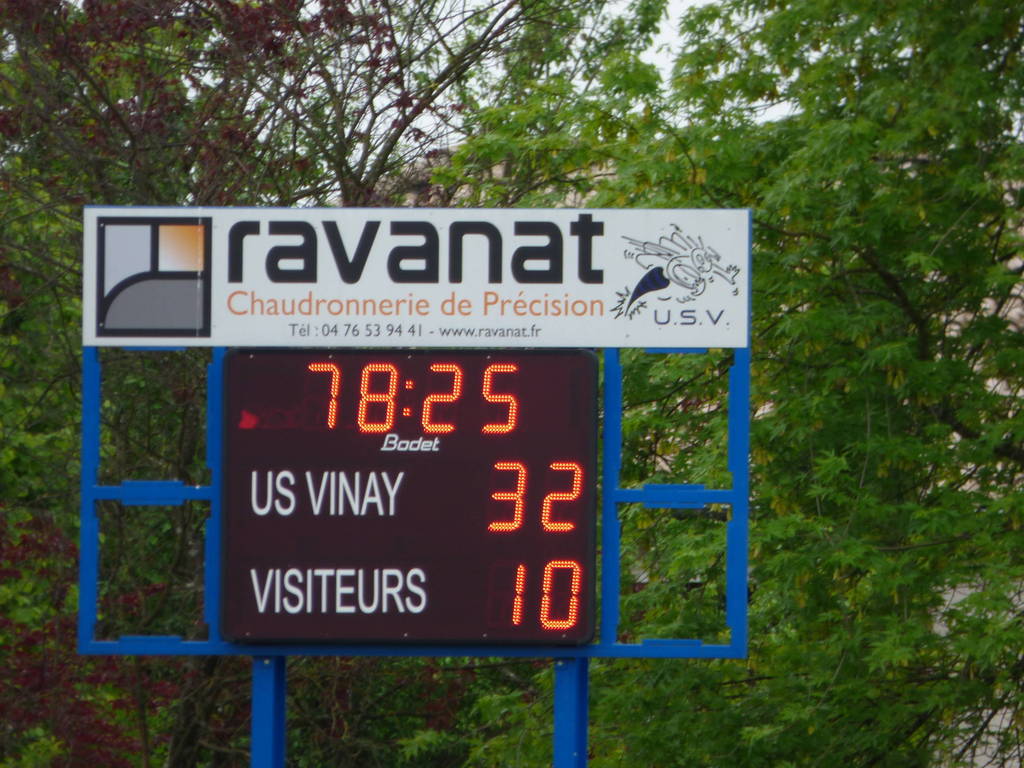 ravanat
Chaudronnerie de Précision
Tél : 04 76 53 94 41 - www.ravanat.fr
U.S.V.
78:25
Bodet
US VINAY 32
VISITEURS 10